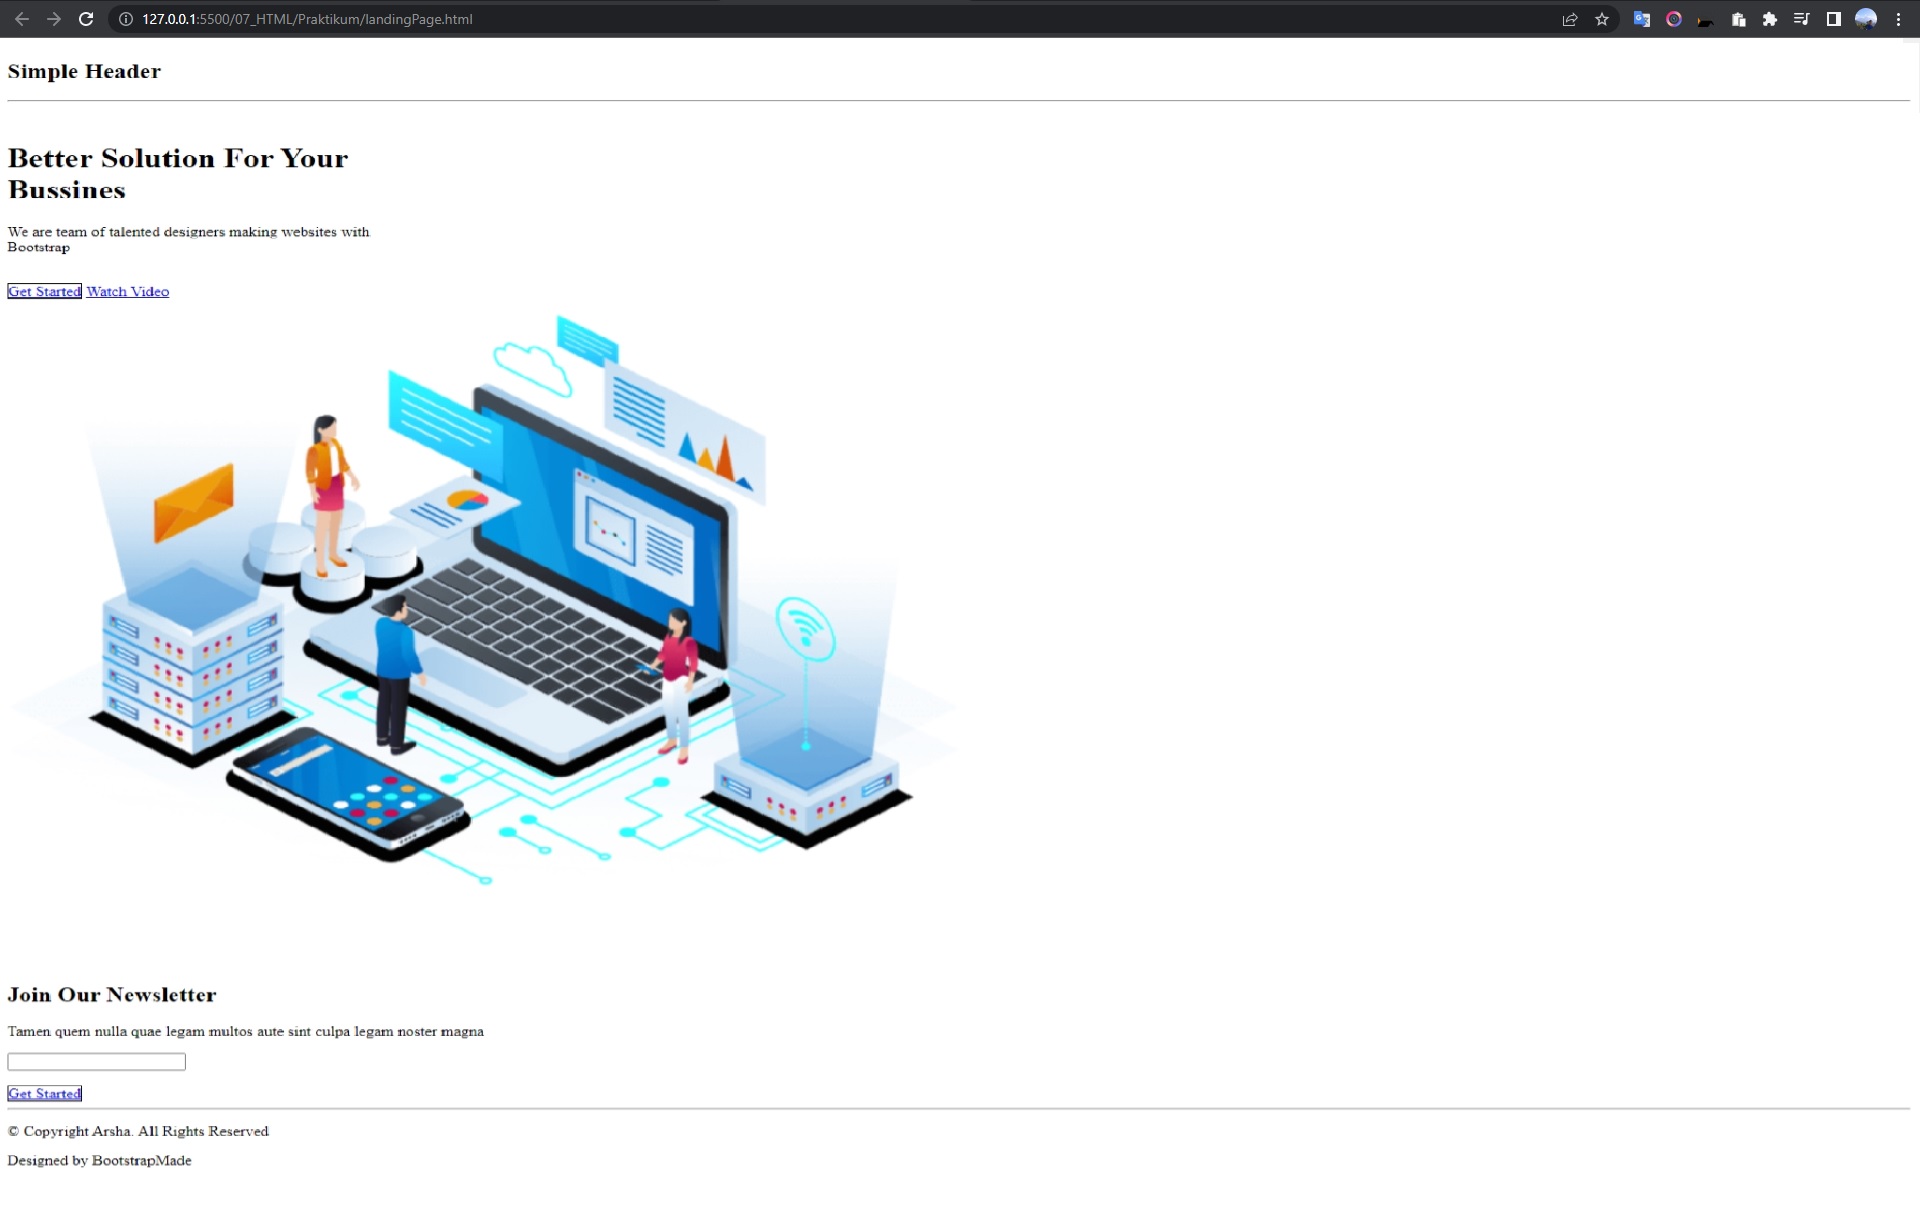 127.0.0.1:5500/07_HTML/Praktikum/landingPage.html
Simple Header
Better Solution For Your
Bussines
We are team of talented designers making websites with
Bootstrap
Get Started Watch Video
Join Our Newsletter
Tamen quem nulla quae legam multos aute sint culpa legam noster magna
Get Started
© Copyright Arsha. All Rights Reserved
Designed by BootstrapMade